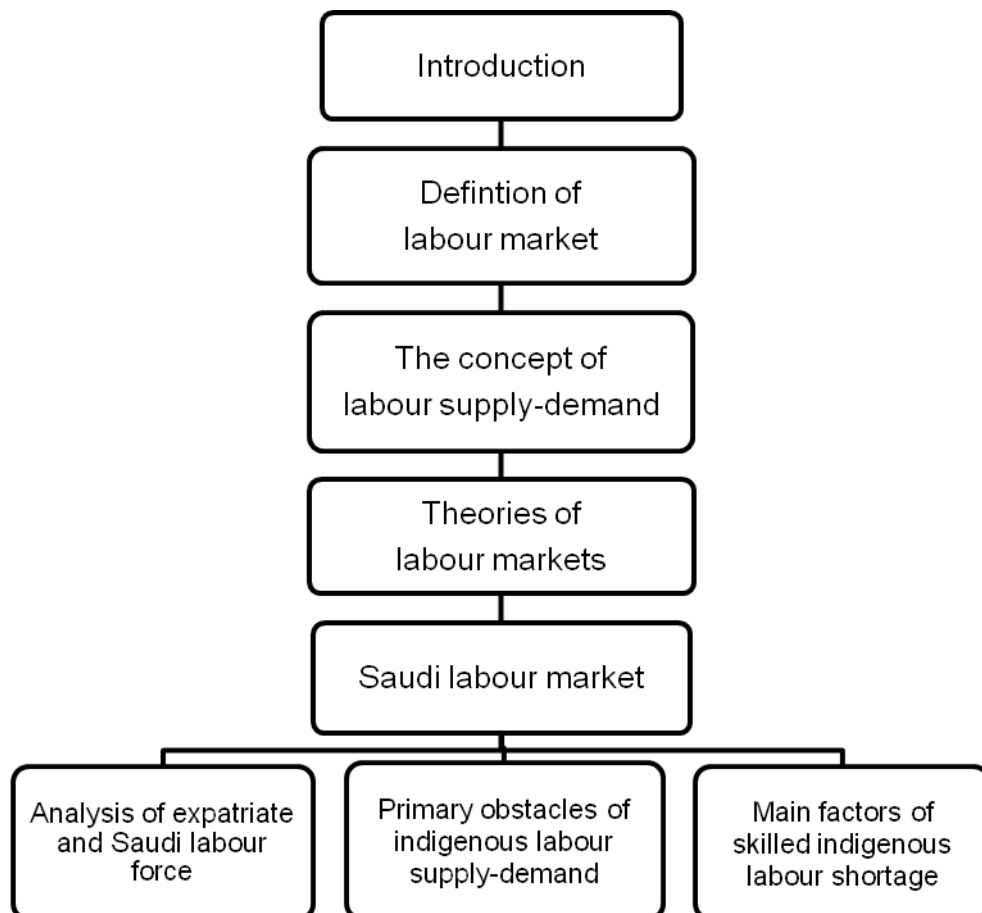 Introduction
Defintion of
labour market
The concept of
labour supply-demand
Theories of
labour markets
Saudi labour market
Analysis of expatriate
and Saudi labour
force
Primary obstacles of
indigenous labour
supply-demand
Main factors of
skilled indigenous
labour shortage